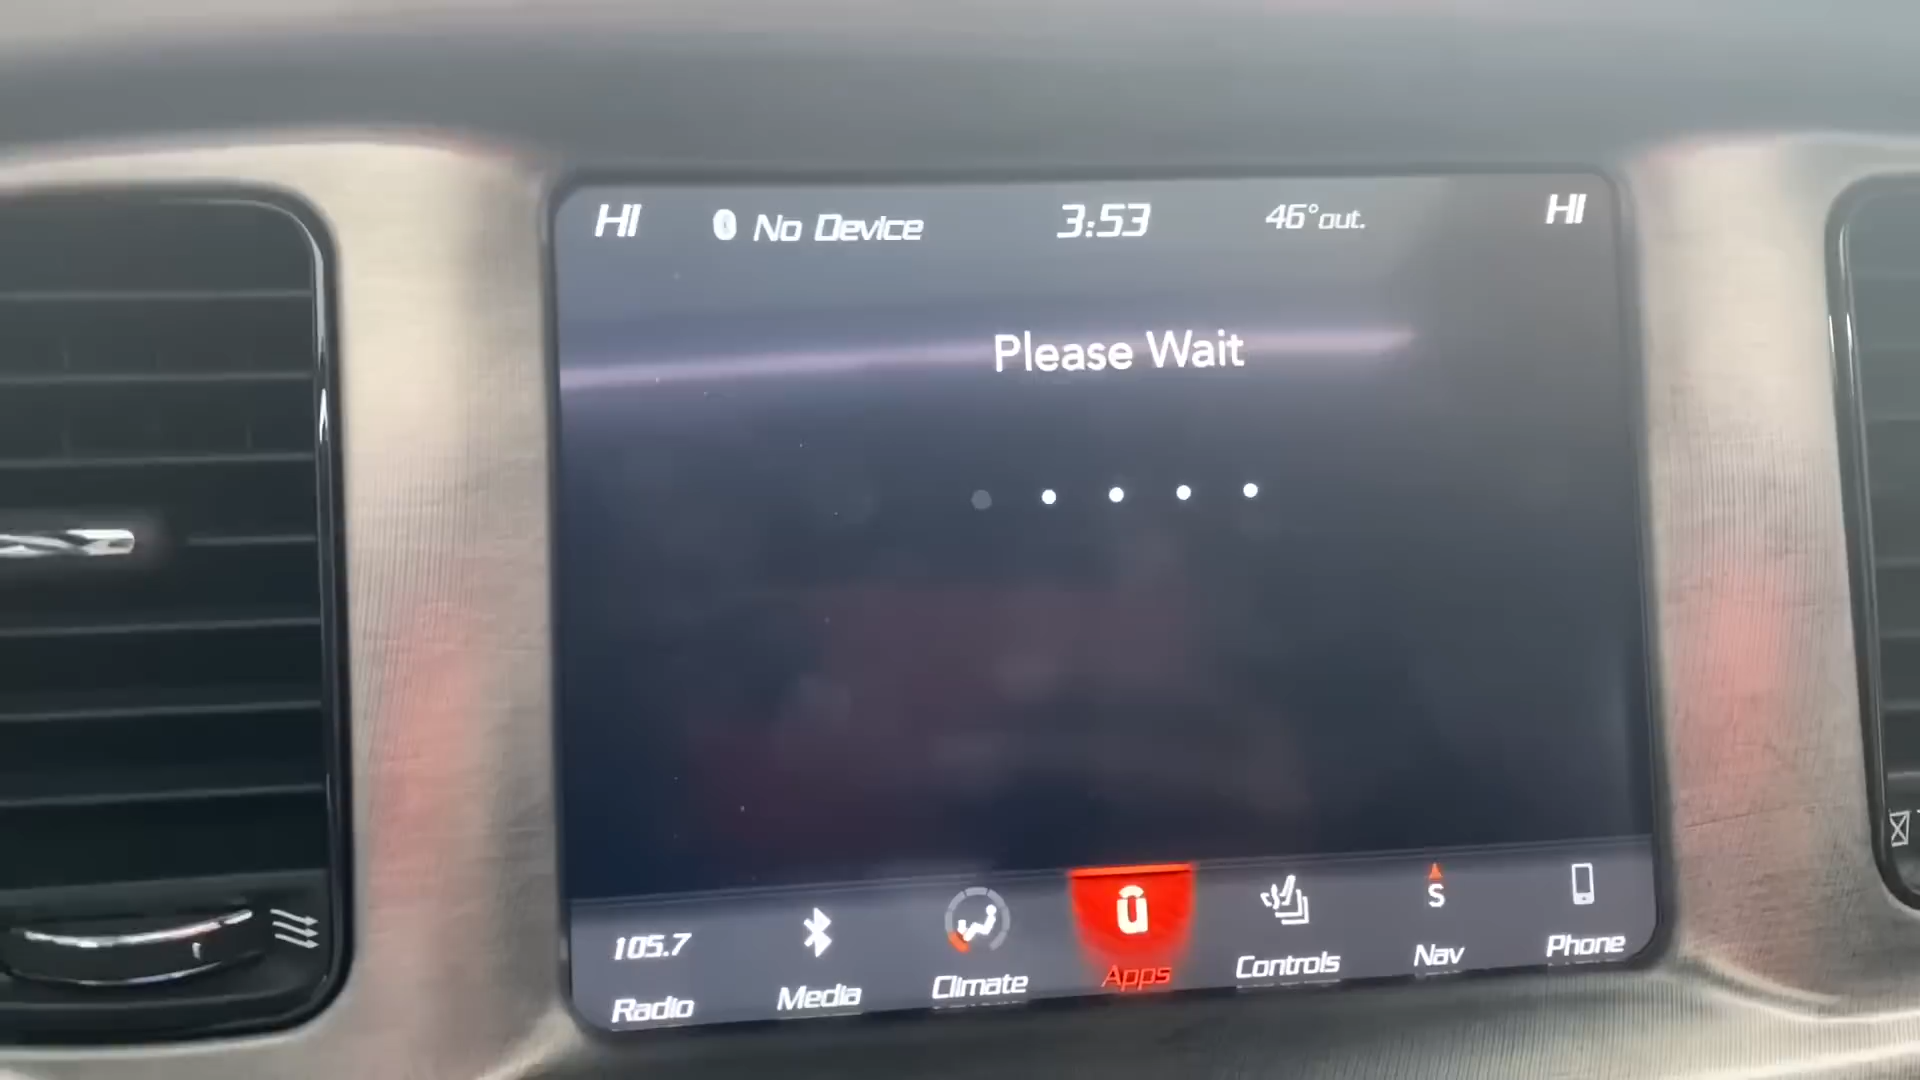 HI No Device 3:53 46°out. HI
Please Wait
105.7
S
Radio Media Climate Apps Controls Nav Phone